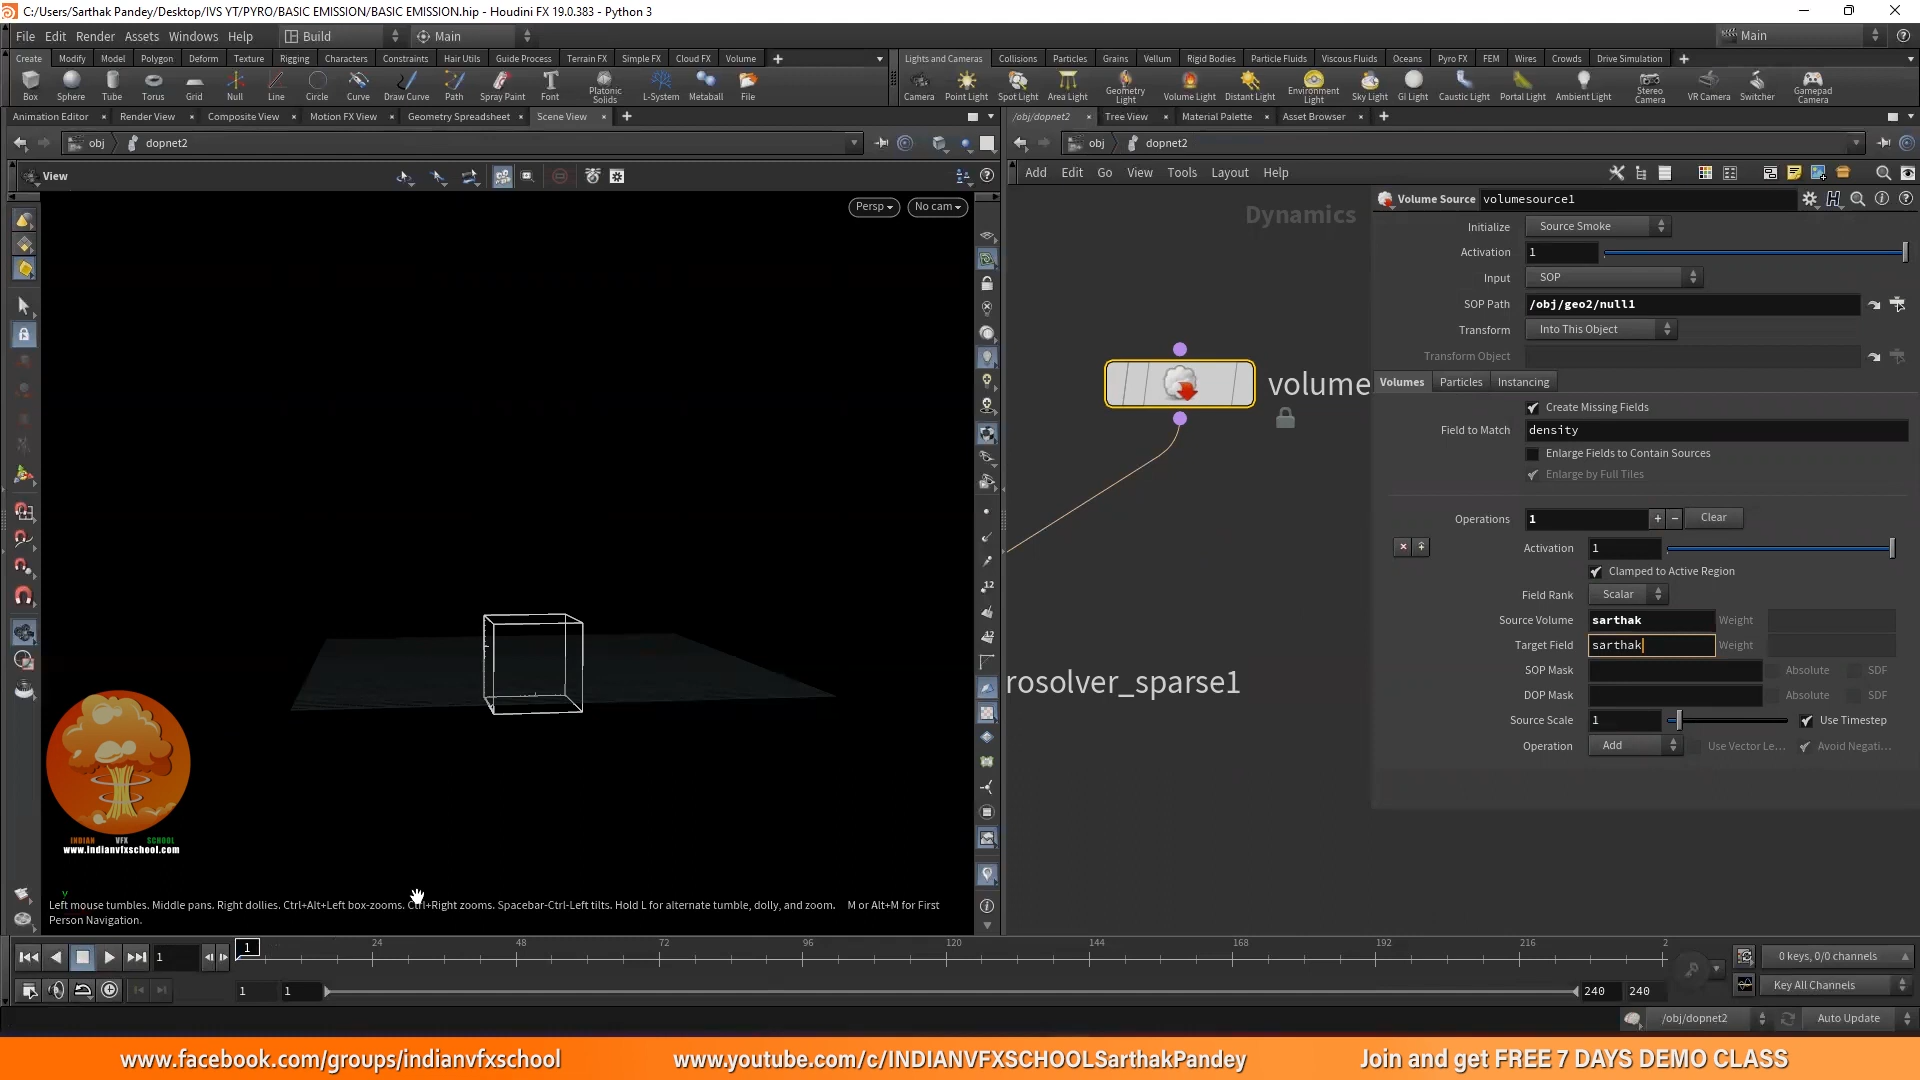 C:/Users/Sarthak Pandey/Desktop/IVS YT/PYRO/BASIC EMISSION/BASIC EMISSION.hip - Houdini FX 19.0.383 - Python 3
File Edit Render Assets Windows Help Build Main Main
Create Modify Model Polygon Deform Texture Rigging Characters Constraints Hair Utils Guide Process Terrain FX Simple FX Cloud FX Volume
Lights and Cameras Collisions Particles Grains Vellum Rigid Bodies Particle Fluids Viscous Fluids Oceans Pyro FX FEM Wires Crowds Drive Simulation
Box Sphere Tube Torus Grid Null Line Circle Curve Draw Curve Path Spray Paint Font Platonic Solids L-System Metaball File
Camera Point Light Spot Light Area Light Geometry Light Volume Light Distant Light Environment Light Sky Light GI Light Caustic Light Portal Light Ambient Light Stereo Camera VR Camera Switcher Gamepad Camera
Animation Editor Render View Composite View Motion FX View Geometry Spreadsheet Scene View
/obj/dopnet2 Tree View Material Palette Asset Browser
obj dopnet2
obj dopnet2
View
Add Edit Go View Tools Layout Help
Persp No cam
Dynamics
Volume Source volumesource1
Initialize Source Smoke
Activation 1
Input SOP
SOP Path /obj/geo2/null1
Transform Into This Object
Transform Object
Volumes Particles Instancing
volume
Create Missing Fields
Field to Match density
Enlarge Fields to Contain Sources
Enlarge by Full Tiles
Operations 1 + - Clear
Activation 1
Clamped to Active Region
Field Rank Scalar
Source Volume sarthak Weight
Target Field sarthak Weight
SOP Mask Absolute SDF
DOP Mask Absolute SDF
Source Scale 1 Use Timestep
Operation Add Use Vector Le... Avoid Negati...
rosolver_sparse1
INDIAN VFX SCHOOL
www.indianvfxschool.com
Left mouse tumbles. Middle pans. Right dollies. Ctrl+Alt+Left box-zooms. Ctrl+Right zooms. Spacebar-Ctrl-Left tilts. Hold L for alternate tumble, dolly, and zoom. M or Alt+M for First
Person Navigation.
1 1 24 48 72 96 120 144 168 192 216 2
0 keys, 0/0 channels
1 1 240 240
Key All Channels
/obj/dopnet2 Auto Update
www.facebook.com/groups/indianvfxschool www.youtube.com/c/INDIANVFXSCHOOLSarthakPandey Join and get FREE 7 DAYS DEMO CLASS